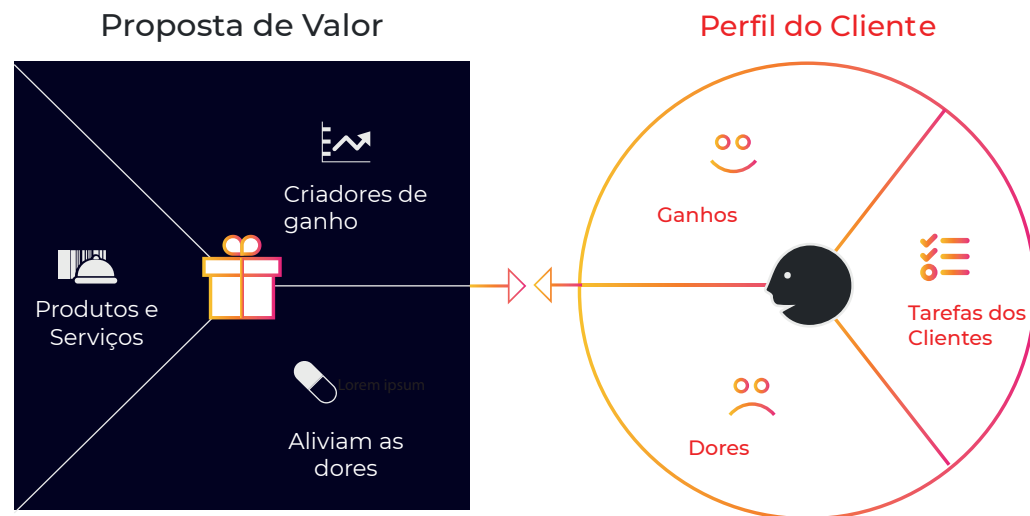 Proposta de Valor
Criadores de
ganho
Produtos e
Serviços
Lorem ipsum
Aliviam as
dores
Perfil do Cliente
Ganhos
Tarefas dos
Clientes
Dores